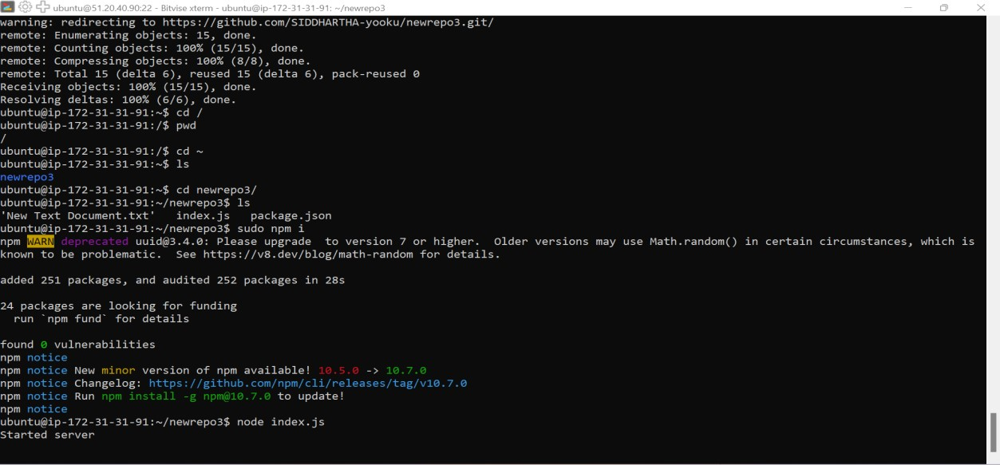 ubuntu@51.20.40.90:22 - Bitvise xterm - ubuntu@ip-172-31-31-91: ~/newrepo3
warning: redirecting to https://github.com/SIDDHARTHA-yooku/newrepo3.git/
remote: Enumerating objects: 15, done.
remote: Counting objects: 100% (15/15), done.
remote: Compressing objects: 100% (8/8), done.
remote: Total 15 (delta 6), reused 15 (delta 6), pack-reused 0
Receiving objects: 100% (15/15), done.
Resolving deltas: 100% (6/6), done.
ubuntu@ip-172-31-31-91:~$ cd /
ubuntu@ip-172-31-31-91:/$ pwd
/
ubuntu@ip-172-31-31-91:/$ cd ~
ubuntu@ip-172-31-31-91:~$ ls
newrepo3
ubuntu@ip-172-31-31-91:~$ cd newrepo3/
ubuntu@ip-172-31-31-91:~/newrepo3$ ls
'New Text Document.txt'   index.js   package.json
ubuntu@ip-172-31-31-91:~/newrepo3$ sudo npm i
npm WARN deprecated uuid@3.4.0: Please upgrade  to version 7 or higher.  Older versions may use Math.random() in certain circumstances, which is
known to be problematic.  See https://v8.dev/blog/math-random for details.
added 251 packages, and audited 252 packages in 28s
24 packages are looking for funding
  run `npm fund` for details
found 0 vulnerabilities
npm notice
npm notice New minor version of npm available! 10.5.0 -> 10.7.0
npm notice Changelog: https://github.com/npm/cli/releases/tag/v10.7.0
npm notice Run npm install -g npm@10.7.0 to update!
npm notice
ubuntu@ip-172-31-31-91:~/newrepo3$ node index.js
Started server